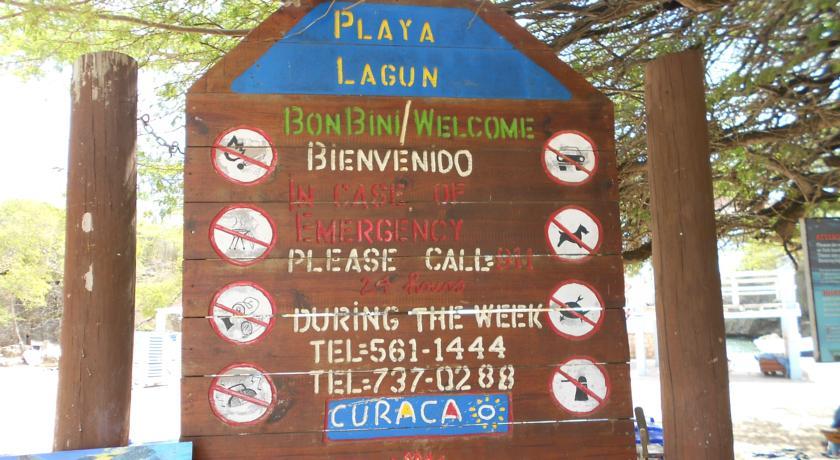 PLAYA
LAGUN
BONBINI/WELCOME
BIENVENIDO
IN CASE OF
EMERGENCY
PLEASE CALL: 911
24 hours
DURING THE WEEK
TEL:561-1444
TEL:737-0288
CURACAO